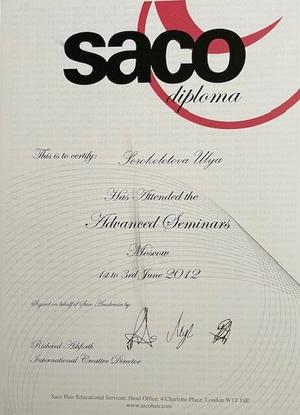 saco
diploma
This is to certify:
Sorokoletova Ulya
Has Attended the
Advanced Seminars
Moscow
1st to 3rd June 2012
Signed on behalf of Saco Academies by:
Richard Ashforth
International Creative Director
Saco Hair Educational Services. Head Office: 4 Charlotte Place, London W1T 1SE
www.sacohair.com